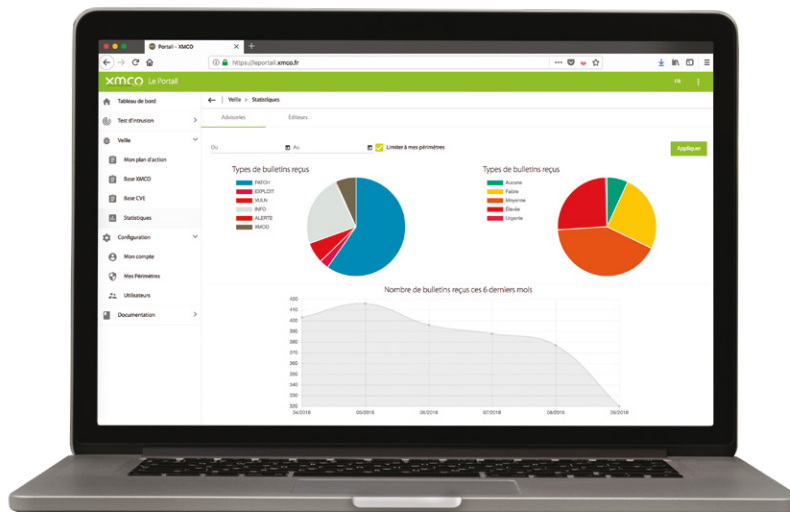 Portail - XMCO
https://leportail.xmco.fr
xmco Le Portail
FR
Tableau de bord
Veille > Statistiques
Test d'intrusion
Advisories
Editeurs
Veille
Du
Au
Limiter à mes périmètres
Appliquer
Mon plan d'action
Base XMCO
Base CVE
Statistiques
Configuration
Mon compte
Mes Périmètres
Utilisateurs
Documentation
Types de bulletins reçus
PATCH
EXPLOIT
VULN
INFO
ALERTE
XMCO
Types de bulletins reçus
Aucune
Faible
Moyenne
Élevée
Urgente
Nombre de bulletins reçus ces 6 derniers mois
420
410
400
390
380
370
360
350
340
330
320
04/2018
05/2018
06/2018
07/2018
08/2018
09/2018